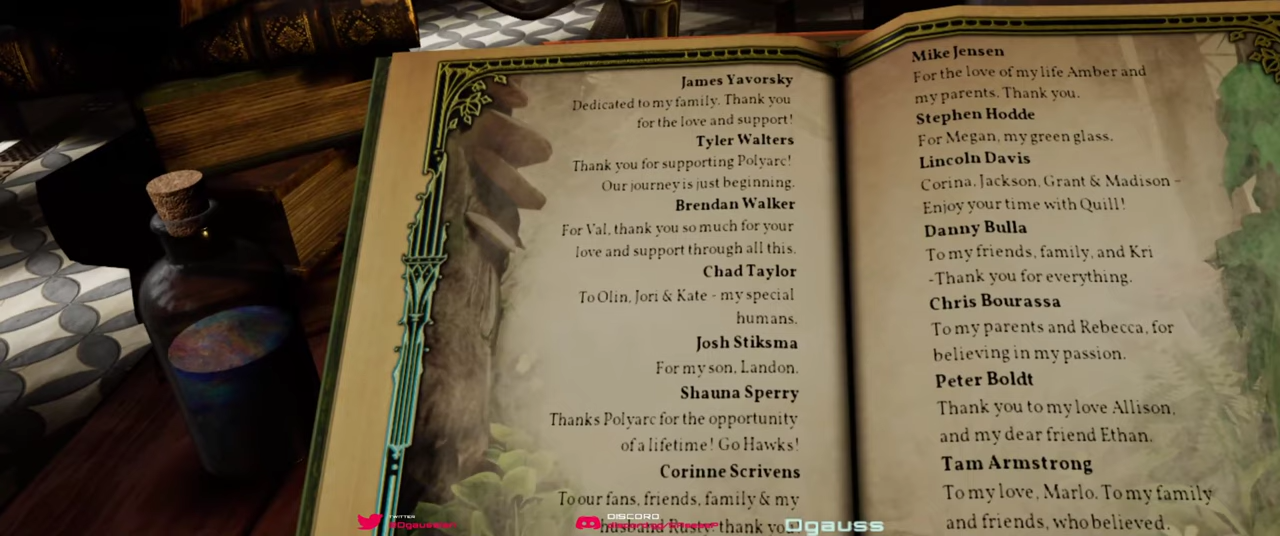 James Yavorsky
Dedicated to my family. Thank you
for the love and support!
Tyler Walters
Thank you for supporting Polyarc!
Our journey is just beginning.
Brendan Walker
For Val, thank you so much for your
love and support through all this.
Chad Taylor
To Olin, Jori & Kate - my special
humans.
Josh Stiksma
For my son, Landon.
Shauna Sperry
Thanks Polyarc for the opportunity
of a lifetime! Go Hawks!
Corinne Scrivens
To our fans, friends, family & my
husband Rusty: thank you!
Mike Jensen
For the love of my life Amber and
my parents. Thank you.
Stephen Hodde
For Megan, my green glass.
Lincoln Davis
Corina, Jackson, Grant & Madison -
Enjoy your time with Quill!
Danny Bulla
To my friends, family, and Kri
-Thank you for everything.
Chris Bourassa
To my parents and Rebecca, for
believing in my passion.
Peter Boldt
Thank you to my love Allison,
and my dear friend Ethan.
Tam Armstrong
To my love, Marlo. To my family
and friends, who believed.
TWITTER
DISCORD
Ogauss